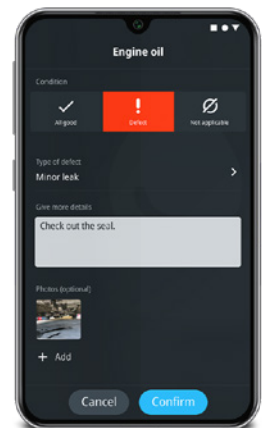 Engine oil
Condition
All good
Defect
Not applicable
Type of defect
Minor leak
Give more details
Check out the seal.
Photos (optional)
+ Add
Cancel
Confirm